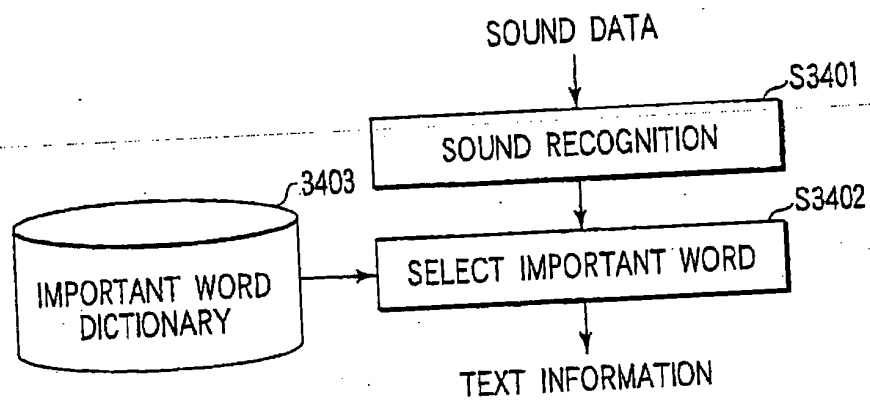 SOUND DATA
S3401
SOUND RECOGNITION
3403
S3402
IMPORTANT WORD
DICTIONARY
SELECT IMPORTANT WORD
TEXT INFORMATION